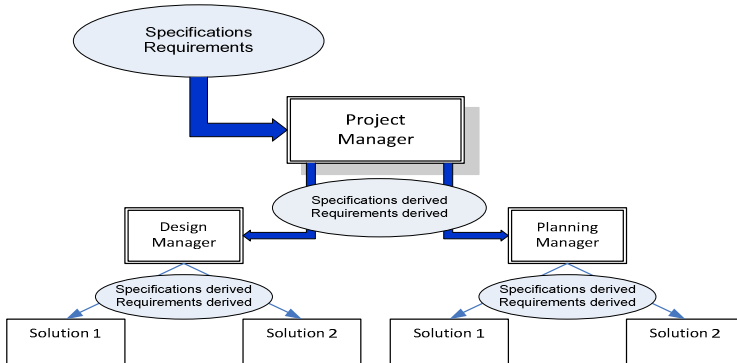 Specifications
Requirements
Project
Manager
Specifications derived
Requirements derived
Design
Manager
Planning
Manager
Specifications derived
Requirements derived
Specifications derived
Requirements derived
Solution 1
Solution 2
Solution 1
Solution 2